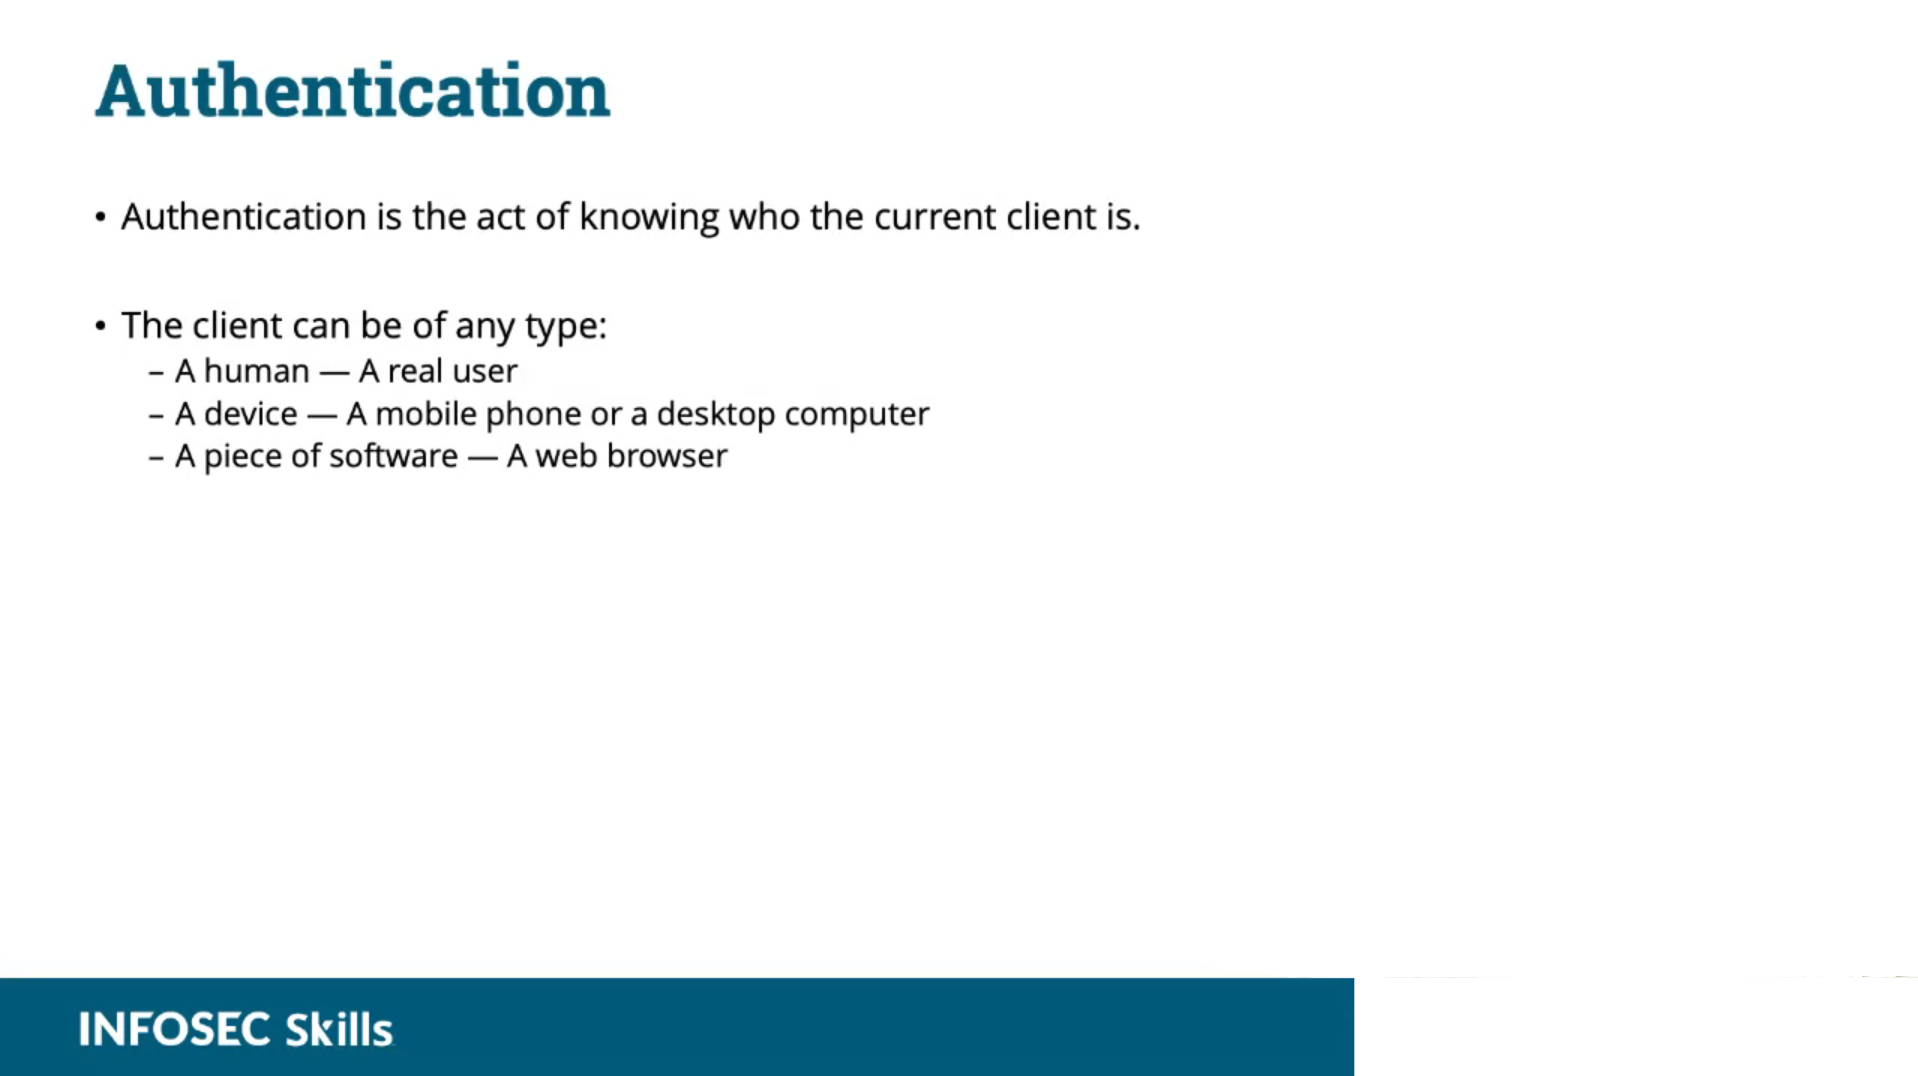 Authentication
• Authentication is the act of knowing who the current client is.
• The client can be of any type:
– A human — A real user
– A device — A mobile phone or a desktop computer
– A piece of software — A web browser
INFOSEC Skills